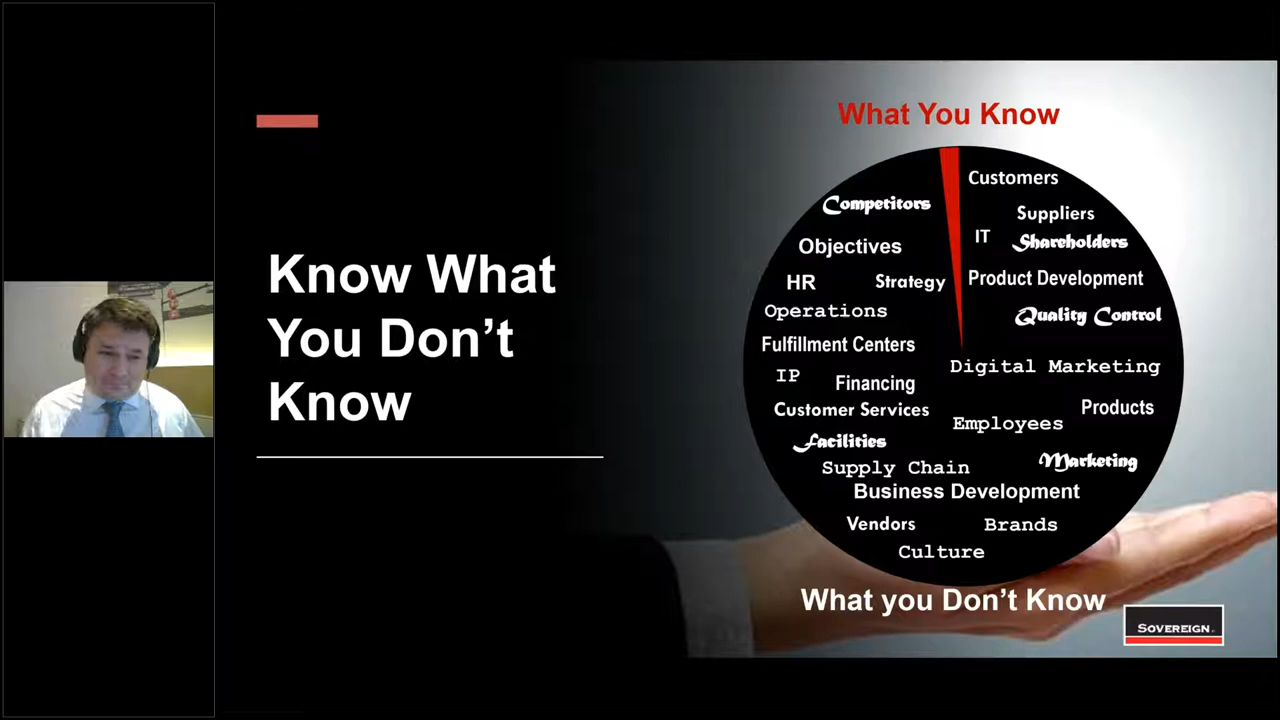 Know What
You Don't
Know
What You Know
Customers
Competitors
Suppliers
IT
Shareholders
Objectives
HR
Strategy
Product Development
Operations
Quality Control
Fulfillment Centers
Digital Marketing
IP
Financing
Customer Services
Products
Employees
Facilities
Marketing
Supply Chain
Business Development
Vendors
Brands
Culture
What you Don't Know
SOVEREIGN